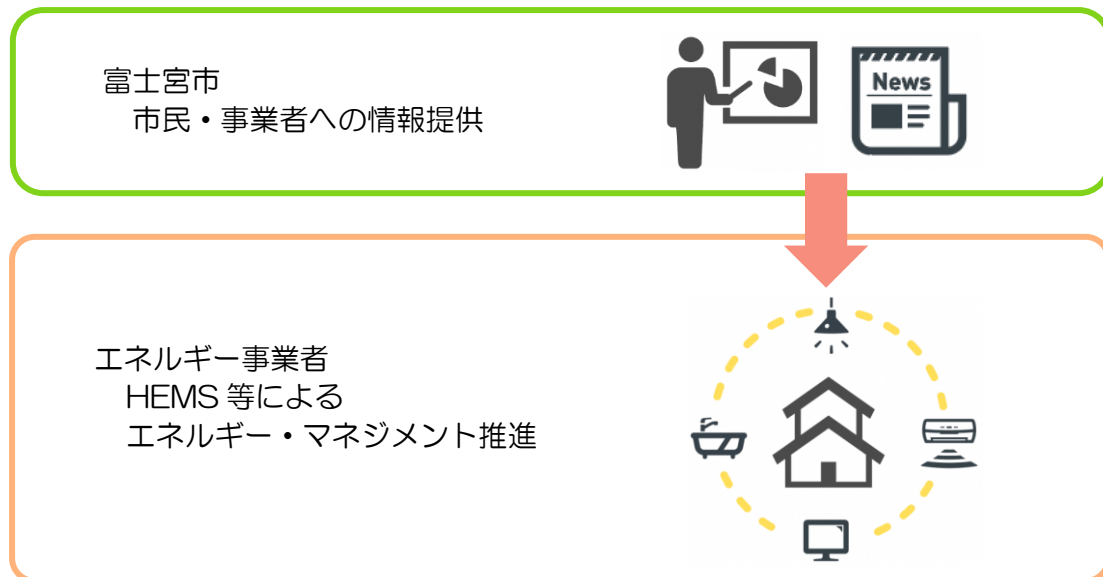 富士宮市
市民・事業者への情報提供
News
エネルギー事業者
HEMS 等による
エネルギー・マネジメント推進